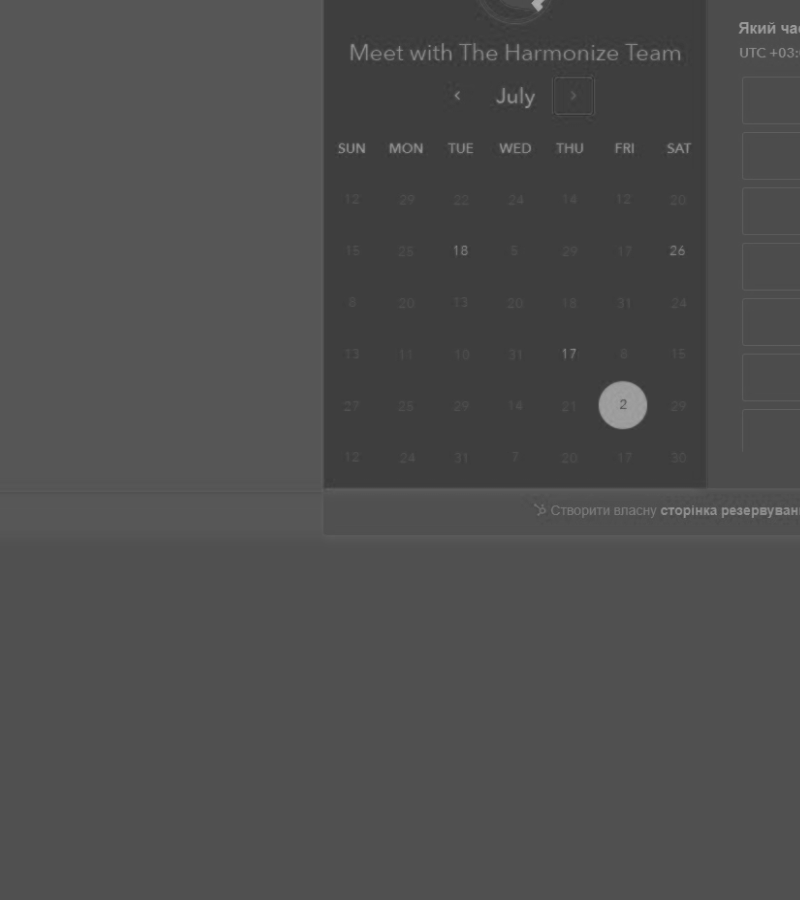 Meet with The Harmonize Team
July
SUN MON TUE WED THU FRI SAT
12 29 22 24 14 12 20
15 25 18 5 29 17 26
8 20 13 20 18 31 24
13 11 10 31 17 8 15
27 25 29 14 21 2 29
12 24 31 7 20 17 30
Який час
UTC +03:
Створити власну сторінка резервуван